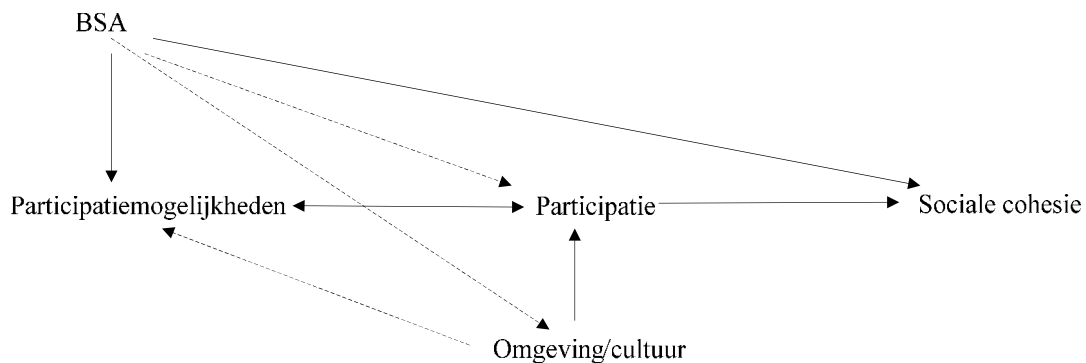 BSA
Participatiemogelijkheden
Participatie
Sociale cohesie
Omgeving/cultuur